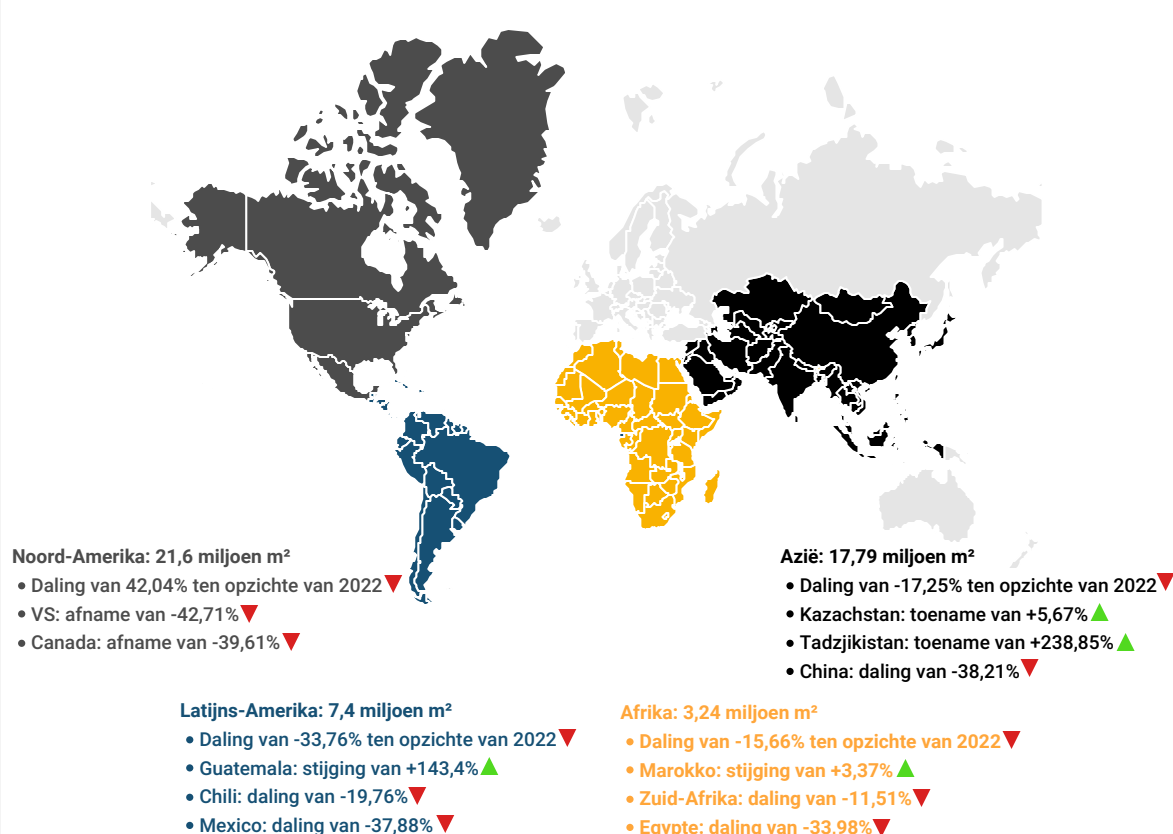 Noord-Amerika: 21,6 miljoen m²
• Daling van 42,04% ten opzichte van 2022
• VS: afname van -42,71%
• Canada: afname van -39,61%
Azië: 17,79 miljoen m²
• Daling van -17,25% ten opzichte van 2022
• Kazachstan: toename van +5,67%
• Tadzjikistan: toename van +238,85%
• China: daling van -38,21%
Latijns-Amerika: 7,4 miljoen m²
• Daling van -33,76% ten opzichte van 2022
• Guatemala: stijging van +143,4%
• Chili: daling van -19,76%
• Mexico: daling van -37,88%
Afrika: 3,24 miljoen m²
• Daling van -15,66% ten opzichte van 2022
• Marokko: stijging van +3,37%
• Zuid-Afrika: daling van -11,51%
• Egypte: daling van -33,98%